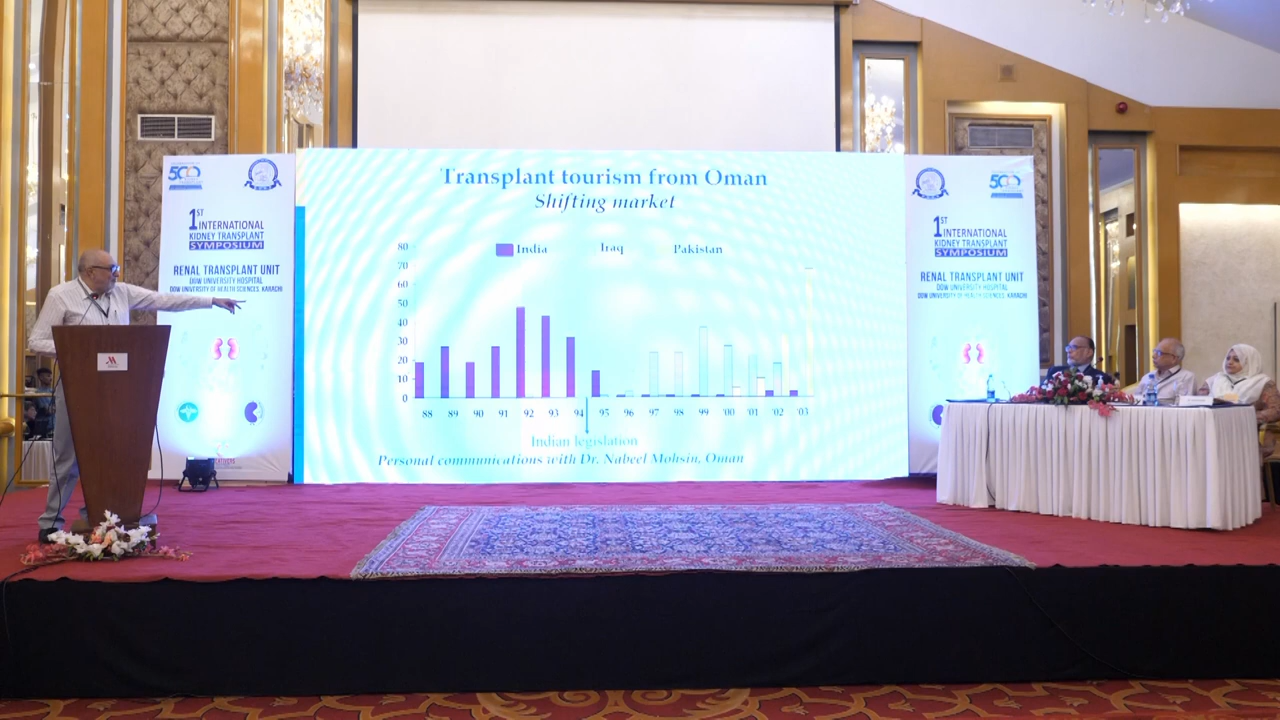 500
1ST
INTERNATIONAL
KIDNEY TRANSPLANT
SYMPOSIUM
RENAL TRANSPLANT UNIT
DOW UNIVERSITY HOSPITAL
DOW UNIVERSITY OF HEALTH SCIENCES, KARACHI
Transplant tourism from Oman
Shifting market
India Iraq Pakistan
80
70
60
50
40
30
20
10
0
88 89 90 91 92 93 94 95 96 97 98 99 '00 01 '02 '03
Indian legislation
Personal communications with Dr. Nabeel Mohsin, Oman
500
1ST
INTERNATIONAL
KIDNEY TRANSPLANT
SYMPOSIUM
RENAL TRANSPLANT UNIT
DOW UNIVERSITY HOSPITAL
DOW UNIVERSITY OF HEALTH SCIENCES, KARACHI